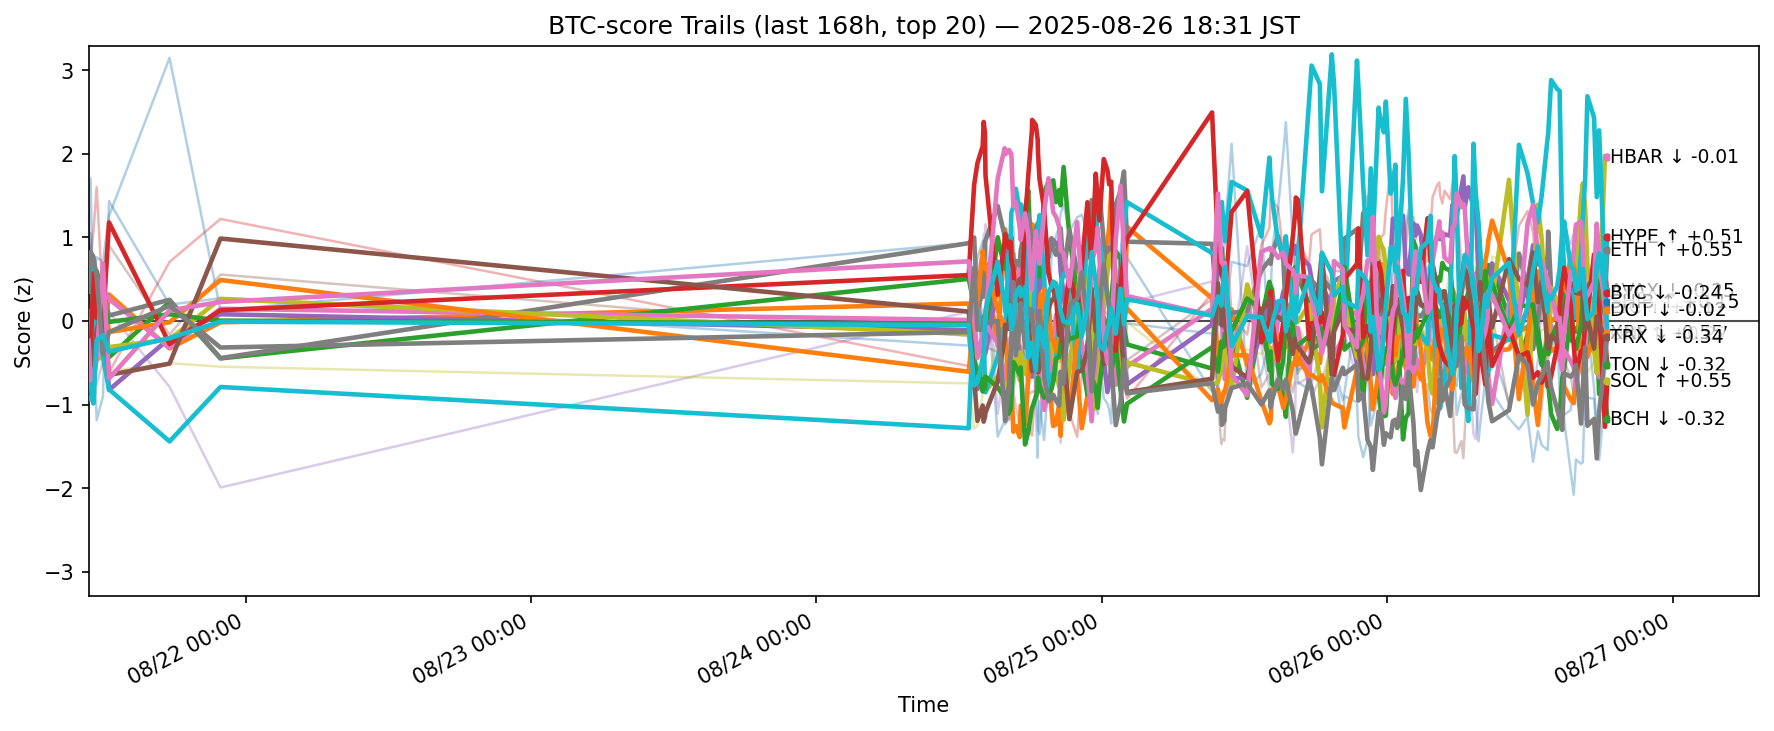 BTC-score Trails (last 168h, top 20) — 2025-08-26 18:31 JST
Score (z)
3
2
1
0
−1
−2
−3
HBAR ↓ -0.01
HYPE ↑ +0.51
ETH ↑ +0.55
BTC ↓ -0.24
DOT ↓ -0.02
TRX ↓ -0.34
TON ↓ -0.32
SOL ↑ +0.55
BCH ↓ -0.32
08/22 00:00
08/23 00:00
08/24 00:00
08/25 00:00
08/26 00:00
08/27 00:00
Time